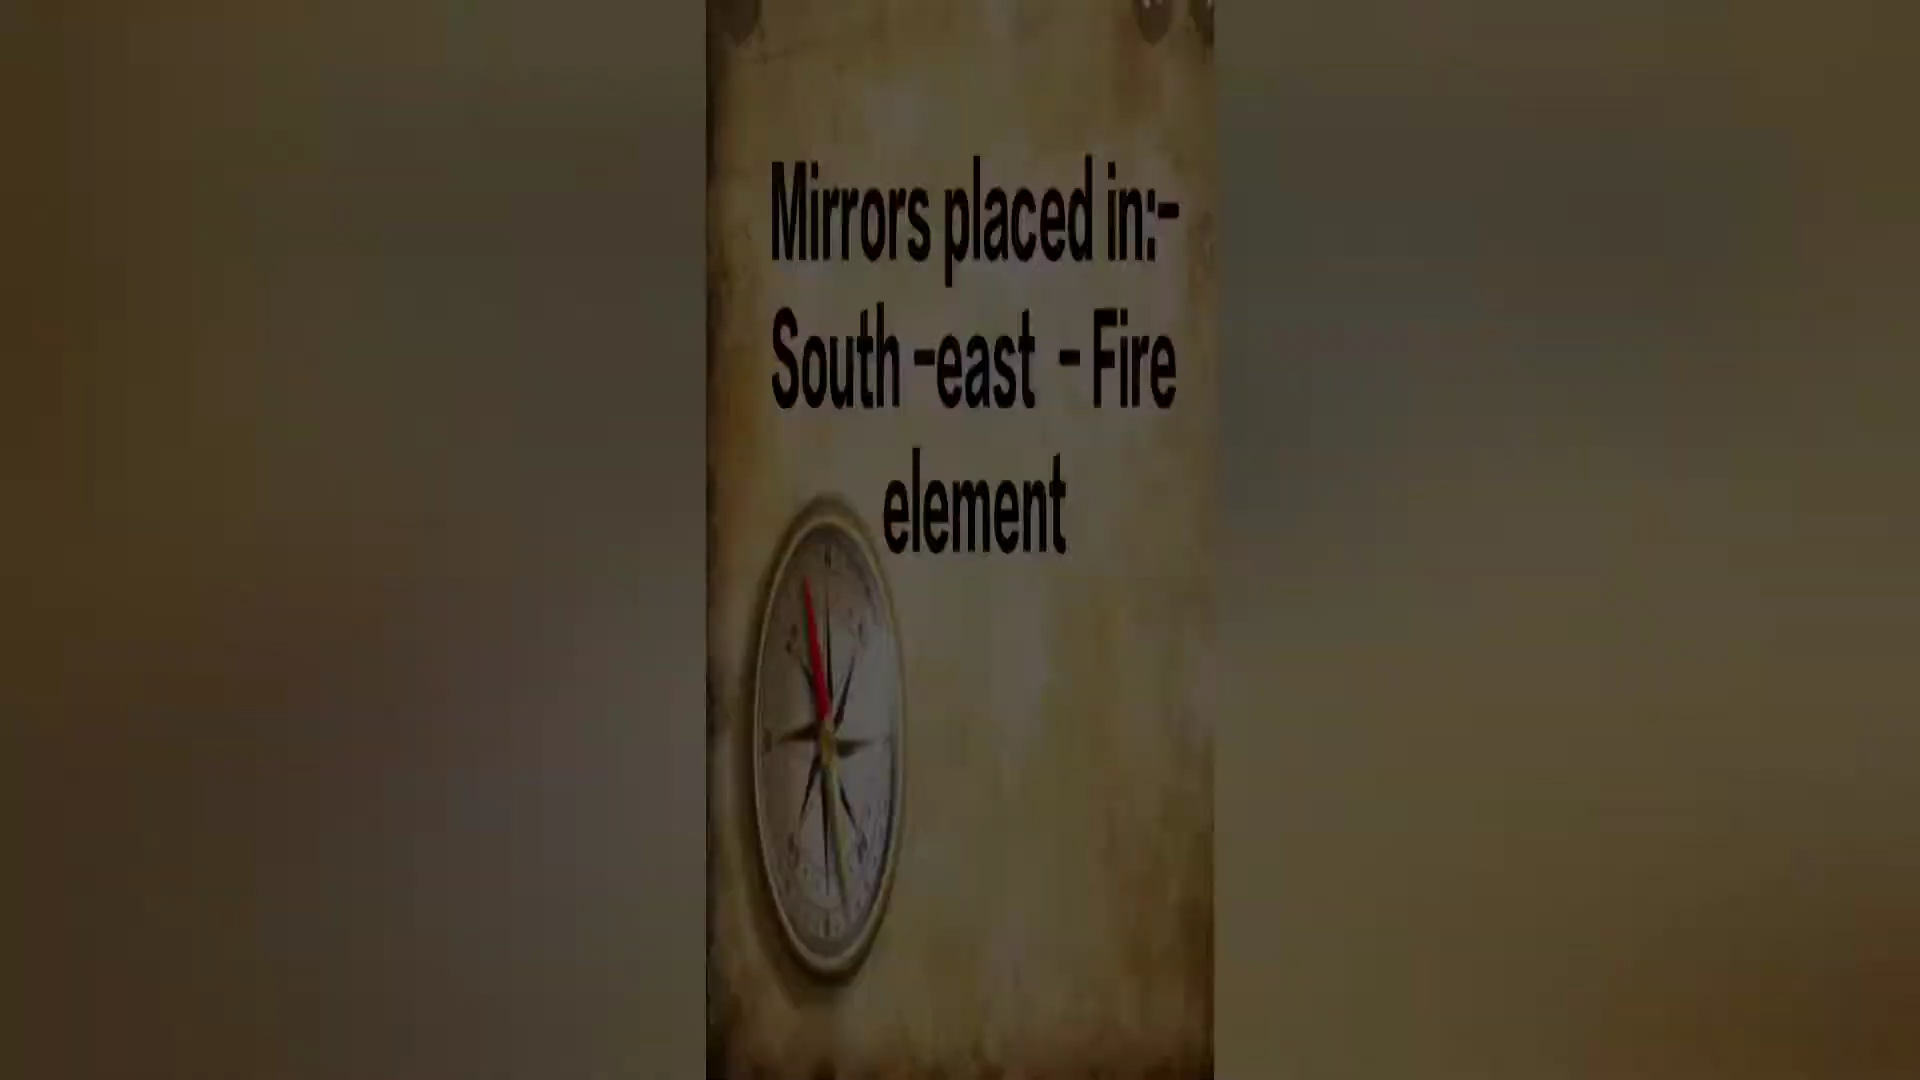 Mirrors placed in:-
South -east - Fire
element